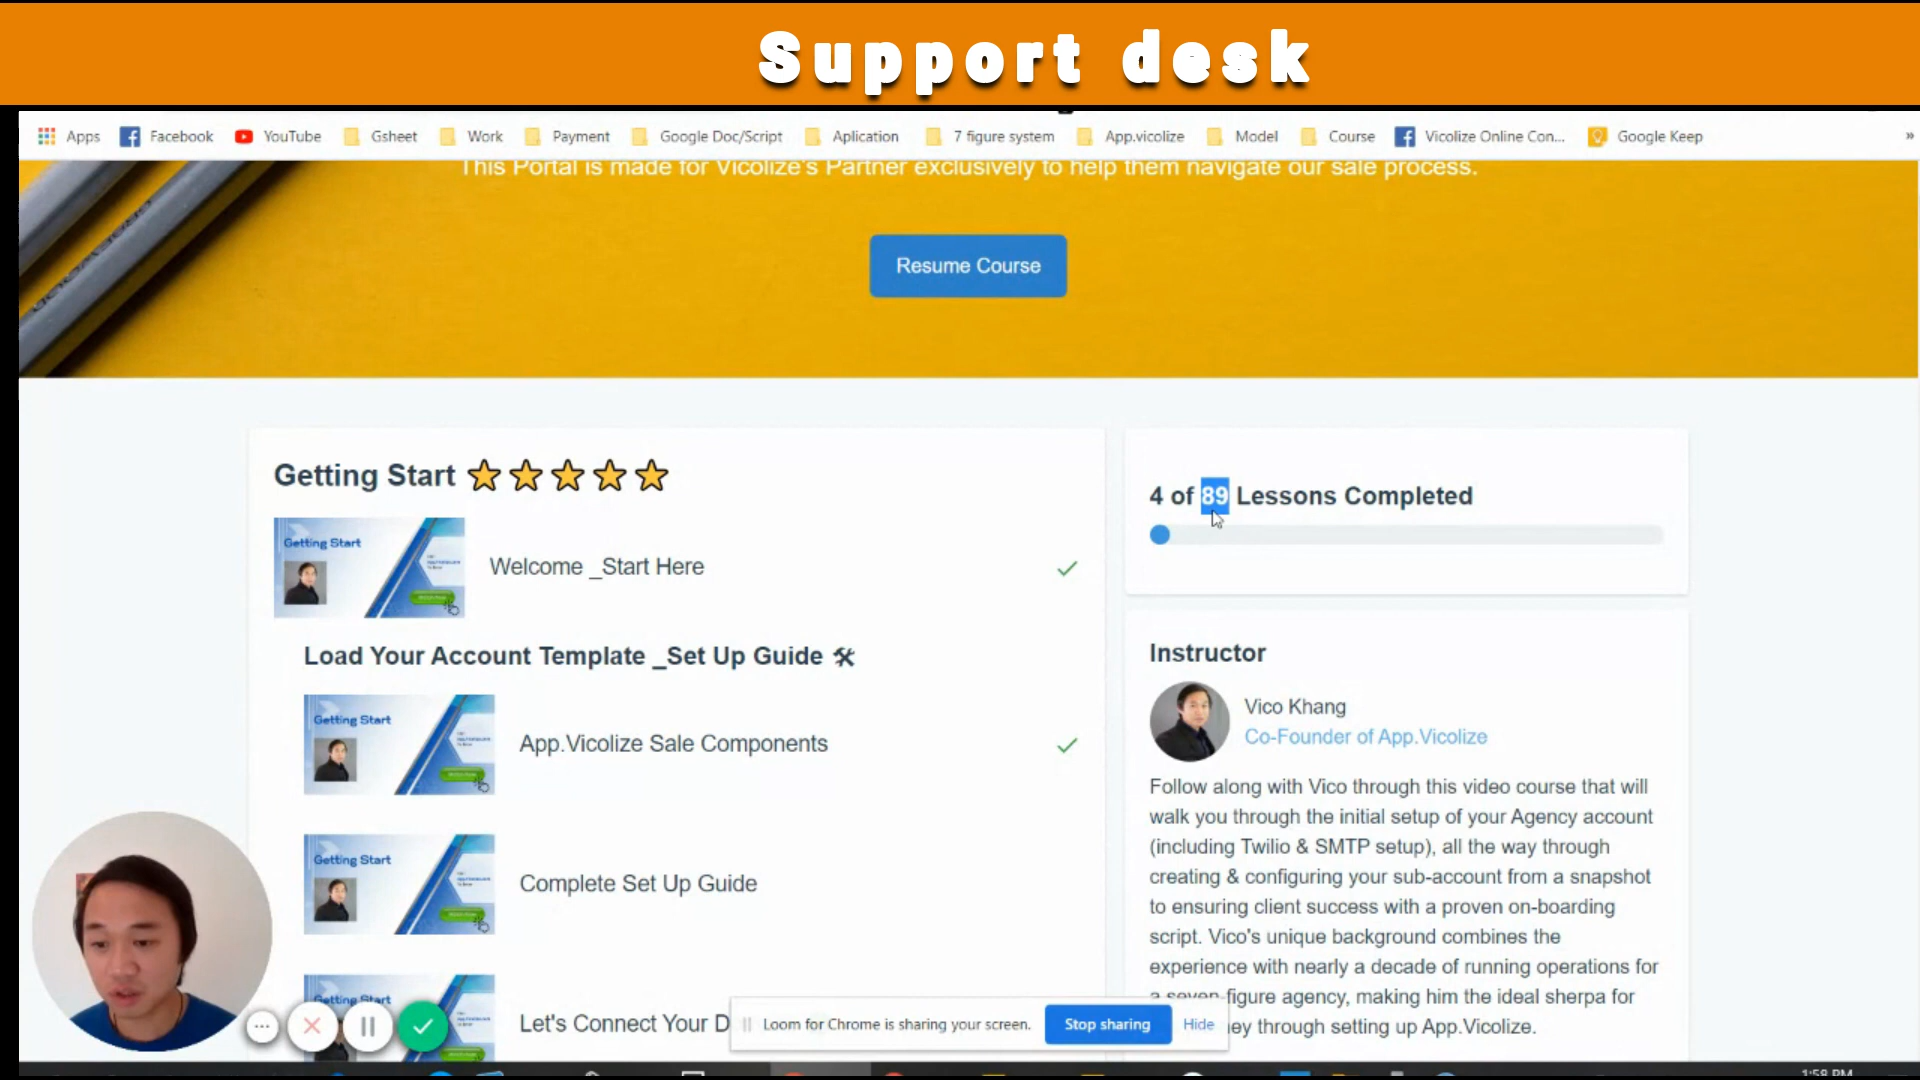 Support desk
Apps Facebook YouTube Gsheet Work Payment Google Doc/Script Aplication 7 figure system App.vicolize Model Course Vicolize Online Con... Google Keep »
This Portal is made for Vicolize's Partner exclusively to help them navigate our sale process.
Resume Course
Getting Start
Getting Start
Welcome _Start Here
Load Your Account Template _Set Up Guide
Getting Start
App.Vicolize Sale Components
Getting Start
Complete Set Up Guide
Getting Start
Let's Connect Your D
4 of 89 Lessons Completed
Instructor
Vico Khang
Co-Founder of App.Vicolize
Follow along with Vico through this video course that will
walk you through the initial setup of your Agency account
(including Twilio & SMTP setup), all the way through
creating & configuring your sub-account from a snapshot
to ensuring client success with a proven on-boarding
script. Vico's unique background combines the
experience with nearly a decade of running operations for
a seven-figure agency, making him the ideal sherpa for
ey through setting up App.Vicolize.
Loom for Chrome is sharing your screen. Stop sharing Hide
1:58 PM